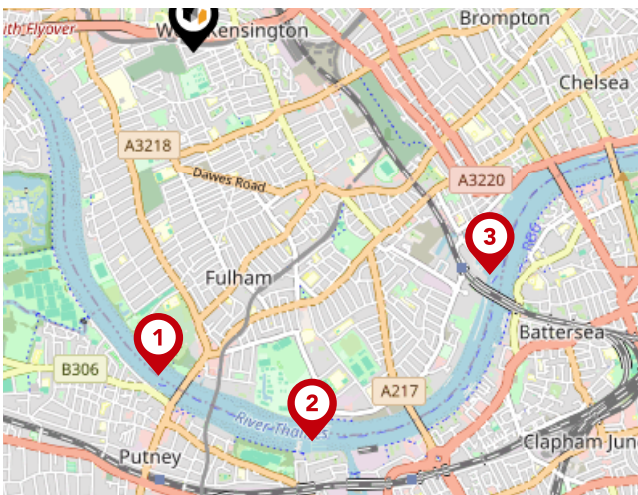 Brompton
ith Flyover
West Kensington
Chelsea
A3218
Dawes Road
A3220
3
Fulham
1
Battersea
B306
A217
2
River Thames
Putney
Clapham Jun